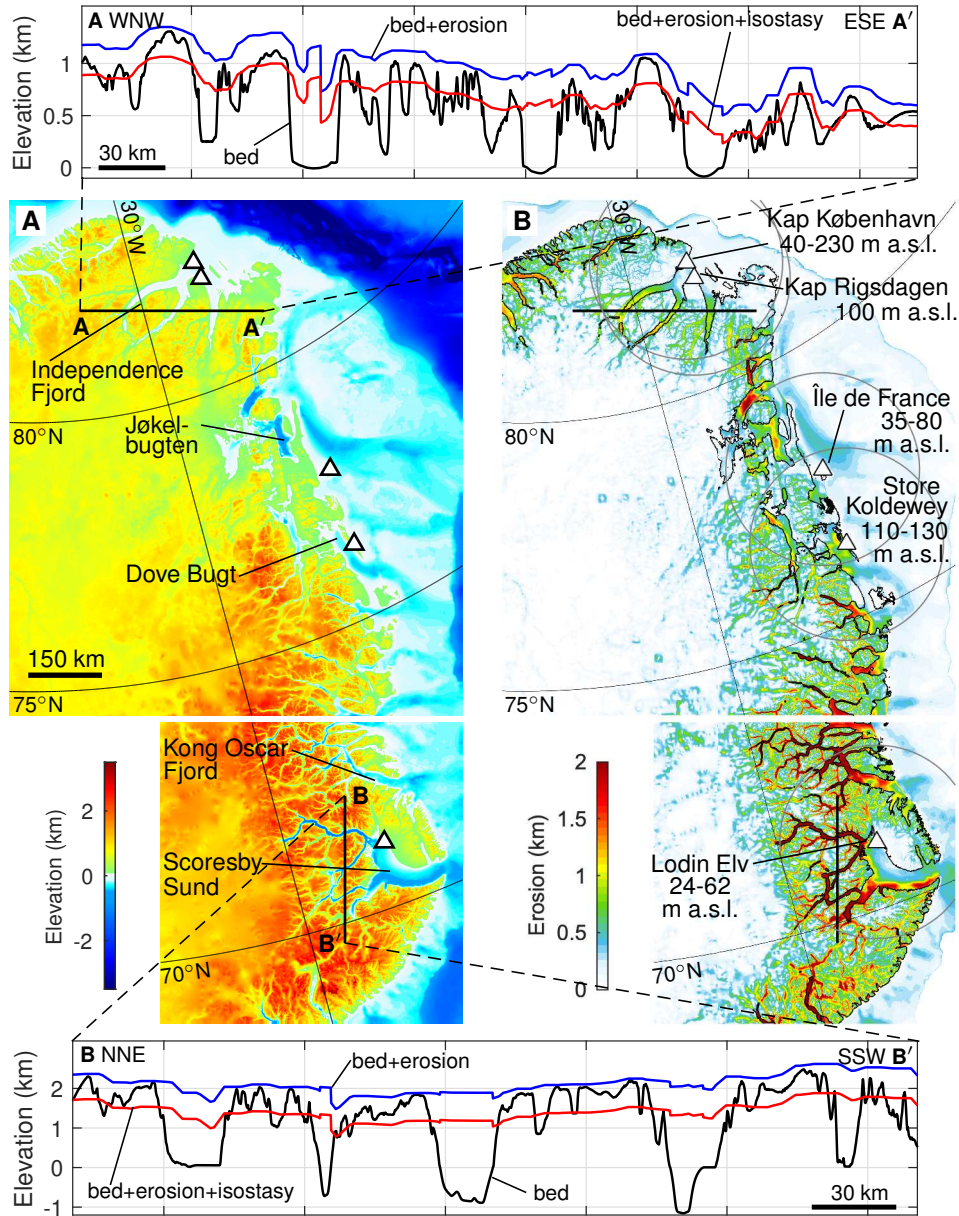 A WNW
bed+erosion
bed+erosion+isostasy
ESE A′
Elevation (km)
1
0.5
0
30 km
bed
A
30°W
A
A′
Independence
Fjord
80°N
Jøkel-
bugten
Dove Bugt
150 km
75°N
B
30°W
Kap København
40-230 m a.s.l.
Kap Rigsdagen
100 m a.s.l.
80°N
Île de France
35-80
m a.s.l.
Store
Koldewey
110-130
m a.s.l.
75°N
Elevation (km)
2
0
-2
Kong Oscar
Fjord
B
Scoresby
Sund
B′
70°N
Erosion (km)
2
1.5
1
0.5
0
Lodin Elv
24-62
m a.s.l.
70°N
B NNE
bed+erosion
SSW B′
Elevation (km)
2
1
0
-1
bed+erosion+isostasy
bed
30 km